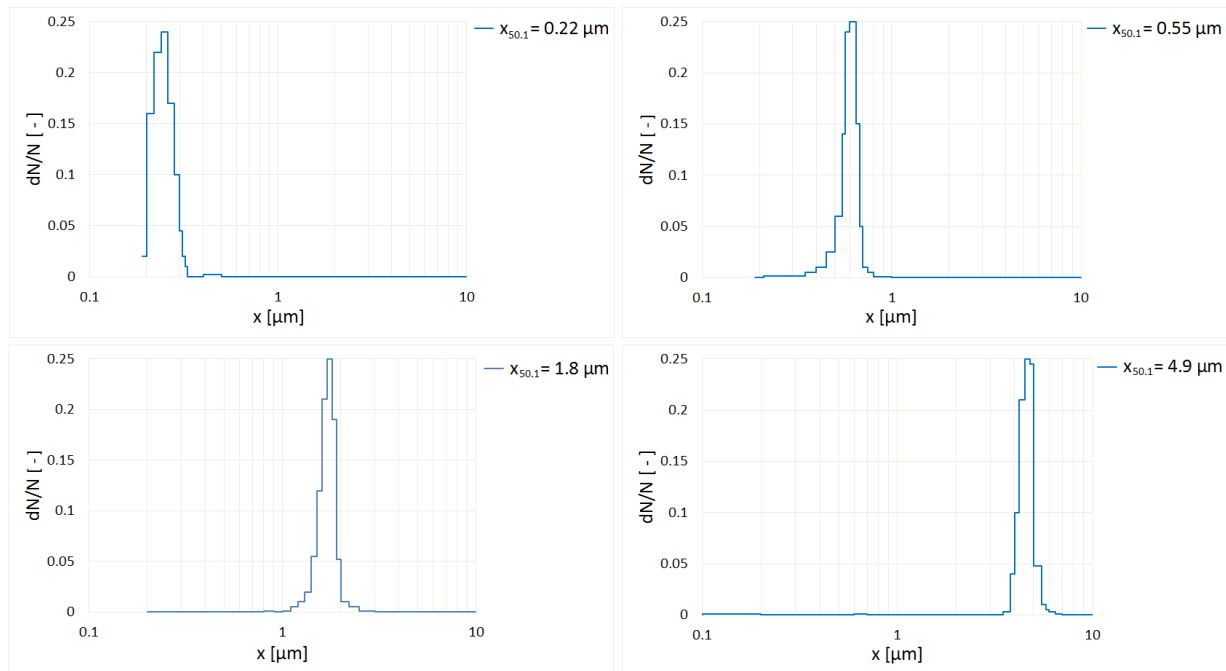 0.25
0.2
0.15
0.1
0.05
0
dN/N [ - ]
0.1 1 10
x [µm]
x50.1 = 0.22 µm
0.25
0.2
0.15
0.1
0.05
0
dN/N [ - ]
0.1 1 10
x [µm]
x50.1 = 0.55 µm
0.25
0.2
0.15
0.1
0.05
0
dN/N [ - ]
0.1 1 10
x [µm]
x50.1 = 1.8 µm
0.25
0.2
0.15
0.1
0.05
0
dN/N [ - ]
0.1 1 10
x [µm]
x50.1 = 4.9 µm